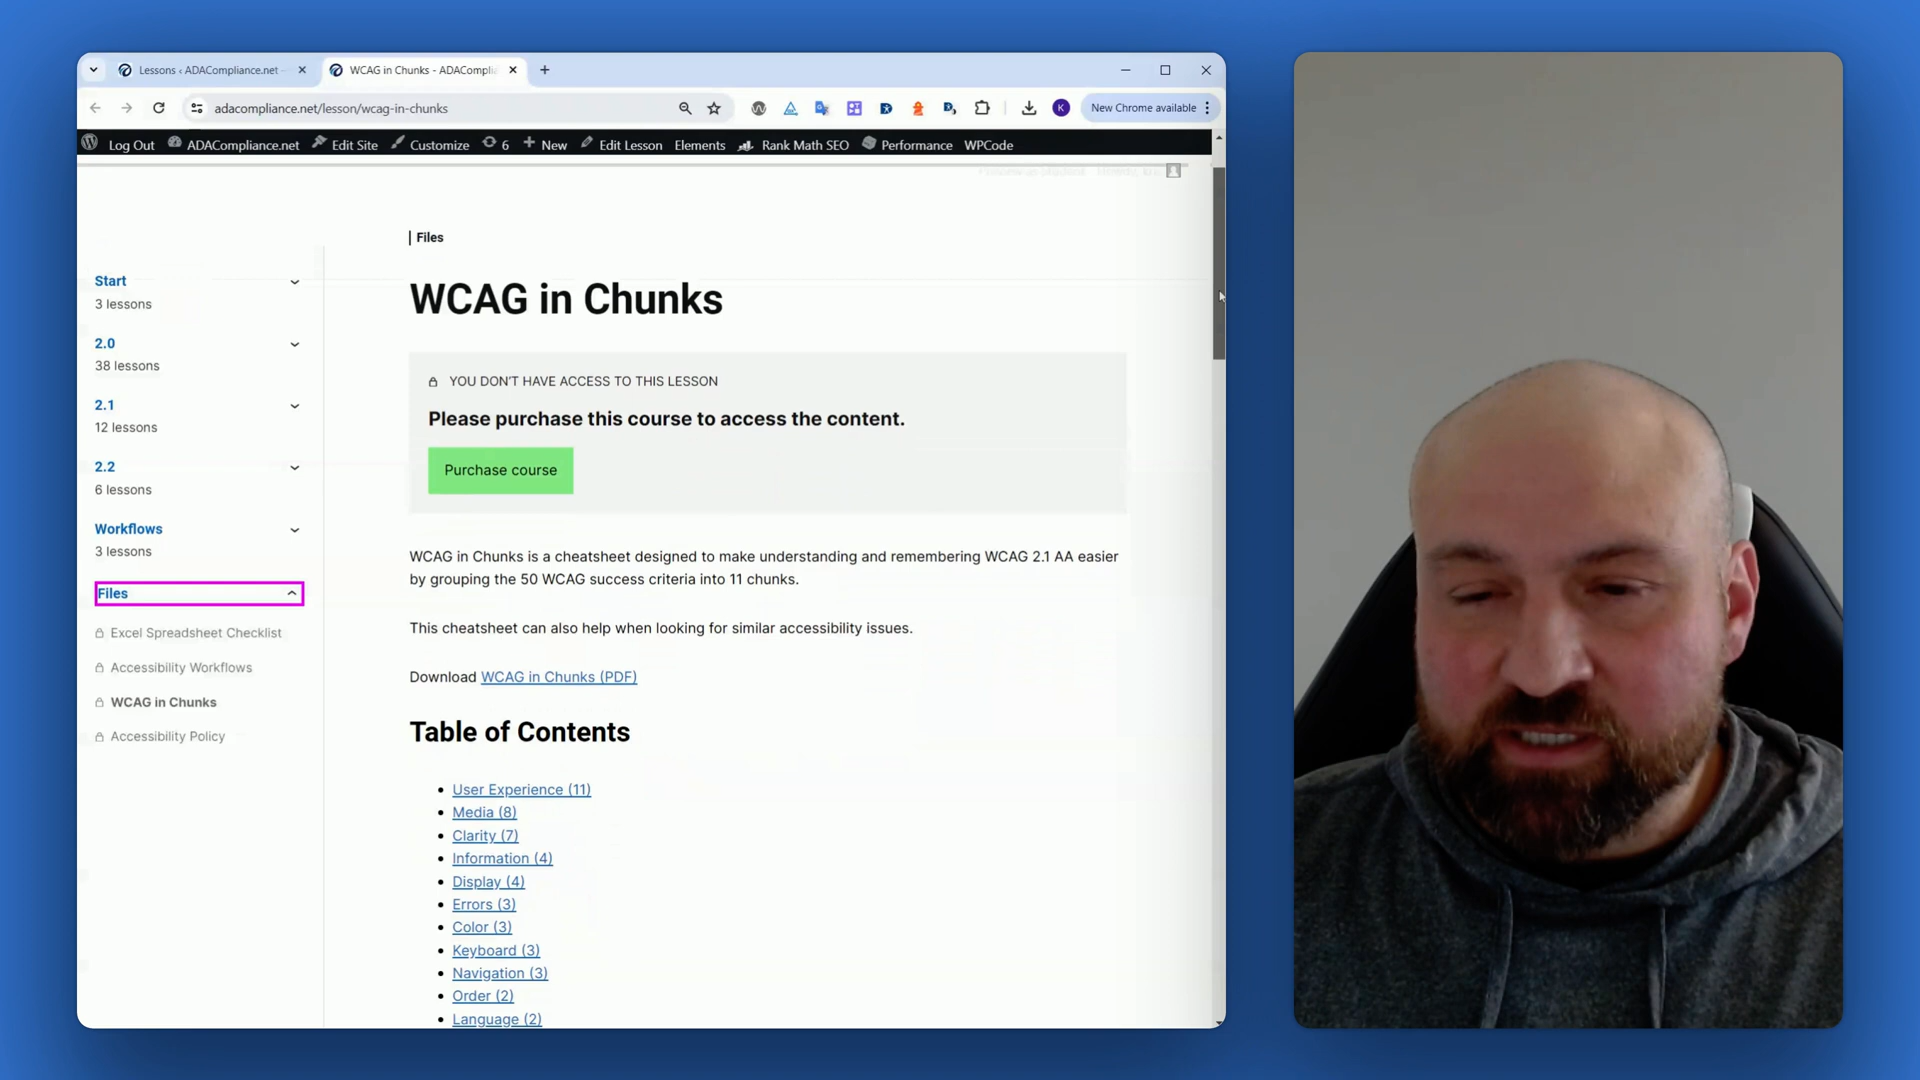 Lessons ‹ ADACompliance.net -
WCAG in Chunks - ADACompli
adacompliance.net/lesson/wcag-in-chunks
K
New Chrome available
Log Out
ADACompliance.net
Edit Site
Customize
6
New
Edit Lesson
Elements
Rank Math SEO
Performance
WPCode
Files
Start
3 lessons
2.0
38 lessons
2.1
12 lessons
2.2
6 lessons
Workflows
3 lessons
Files
Excel Spreadsheet Checklist
Accessibility Workflows
WCAG in Chunks
Accessibility Policy
WCAG in Chunks
YOU DON'T HAVE ACCESS TO THIS LESSON
Please purchase this course to access the content.
Purchase course
WCAG in Chunks is a cheatsheet designed to make understanding and remembering WCAG 2.1 AA easier
by grouping the 50 WCAG success criteria into 11 chunks.
This cheatsheet can also help when looking for similar accessibility issues.
Download WCAG in Chunks (PDF)
Table of Contents
User Experience (11)
Media (8)
Clarity (7)
Information (4)
Display (4)
Errors (3)
Color (3)
Keyboard (3)
Navigation (3)
Order (2)
Language (2)